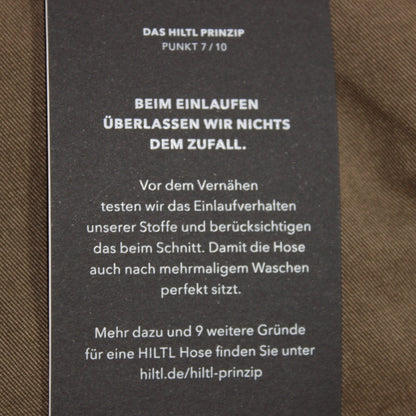 DAS HILTL PRINZIP
PUNKT 7 / 10
BEIM EINLAUFEN
ÜBERLASSEN WIR NICHTS
DEM ZUFALL.
Vor dem Vernähen
testen wir das Einlaufverhalten
unserer Stoffe und berücksichtigen
das beim Schnitt. Damit die Hose
auch nach mehrmaligem Waschen
perfekt sitzt.
Mehr dazu und 9 weitere Gründe
für eine HILTL Hose finden Sie unter
hiltl.de/hiltl-prinzip